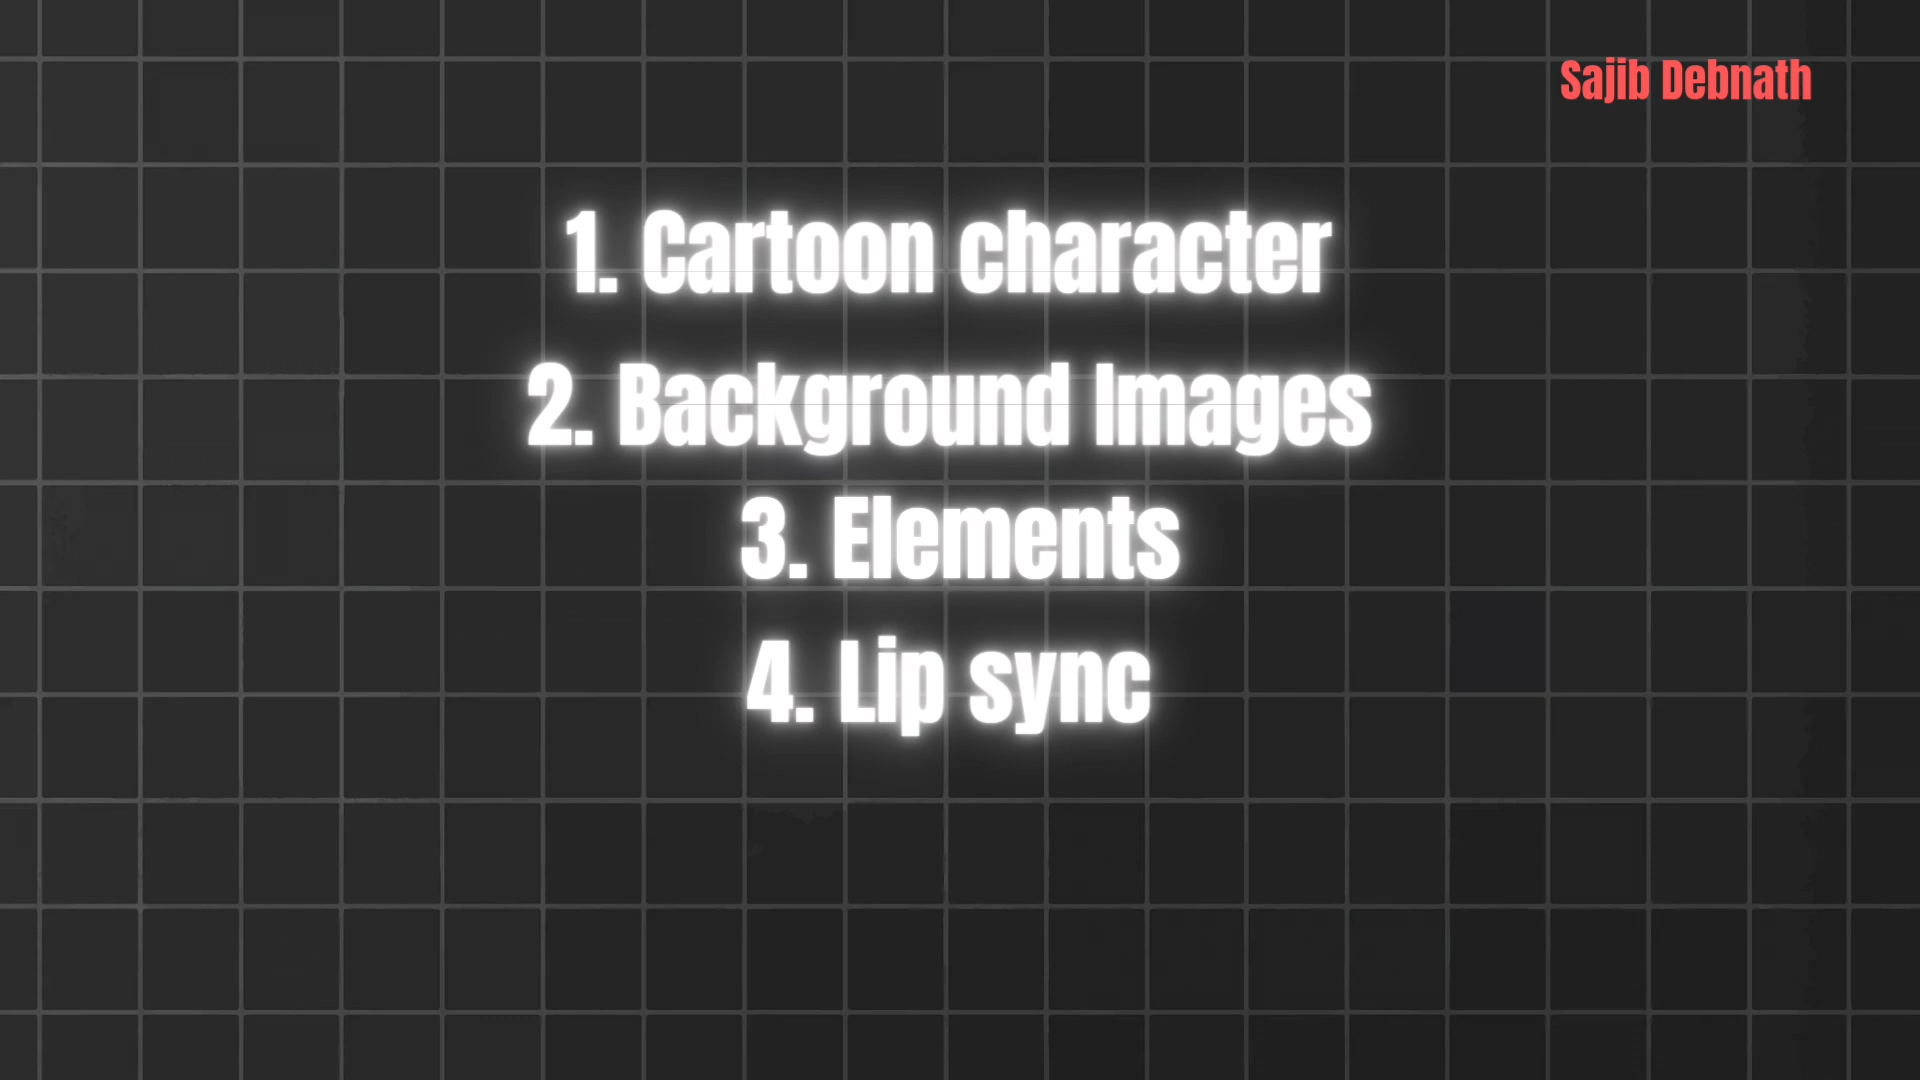 Sajib Debnath
1. Cartoon character
2. Background Images
3. Elements
4. Lip sync